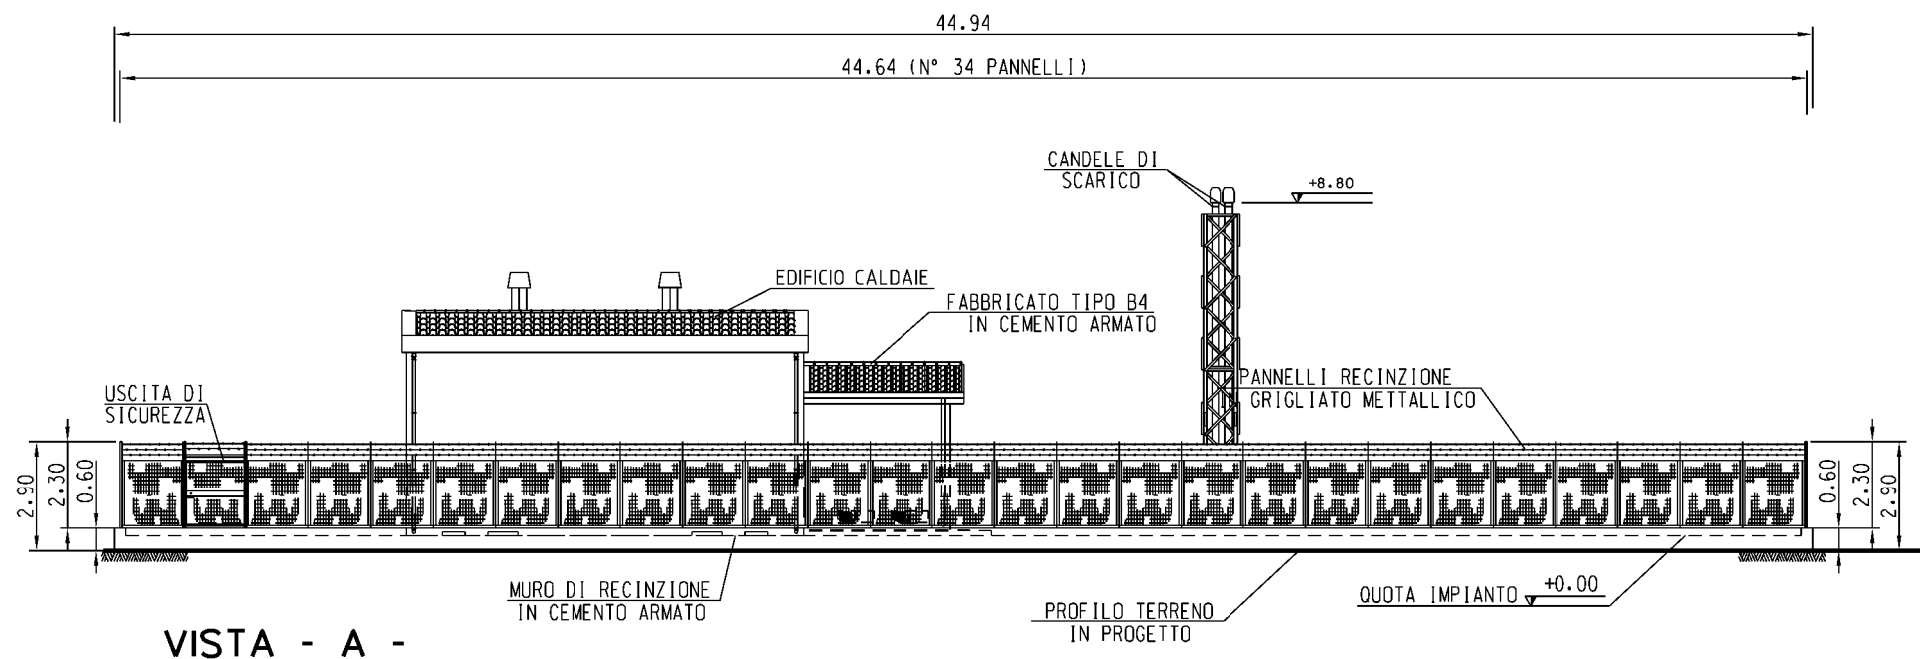 44.94
44.64 (N° 34 PANNELLI)
CANDELE DI
SCARICO
+8.80
EDIFICIO CALDAIE
FABBRICATO TIPO B4
IN CEMENTO ARMATO
USCITA DI
SICUREZZA
PANNELLI RECINZIONE
GRIGLIATO METTALLICO
2.90
2.30
0.60
0.60
2.30
2.90
MURO DI RECINZIONE
IN CEMENTO ARMATO
PROFILO TERRENO
IN PROGETTO
QUOTA IMPIANTO +0.00
VISTA - A -